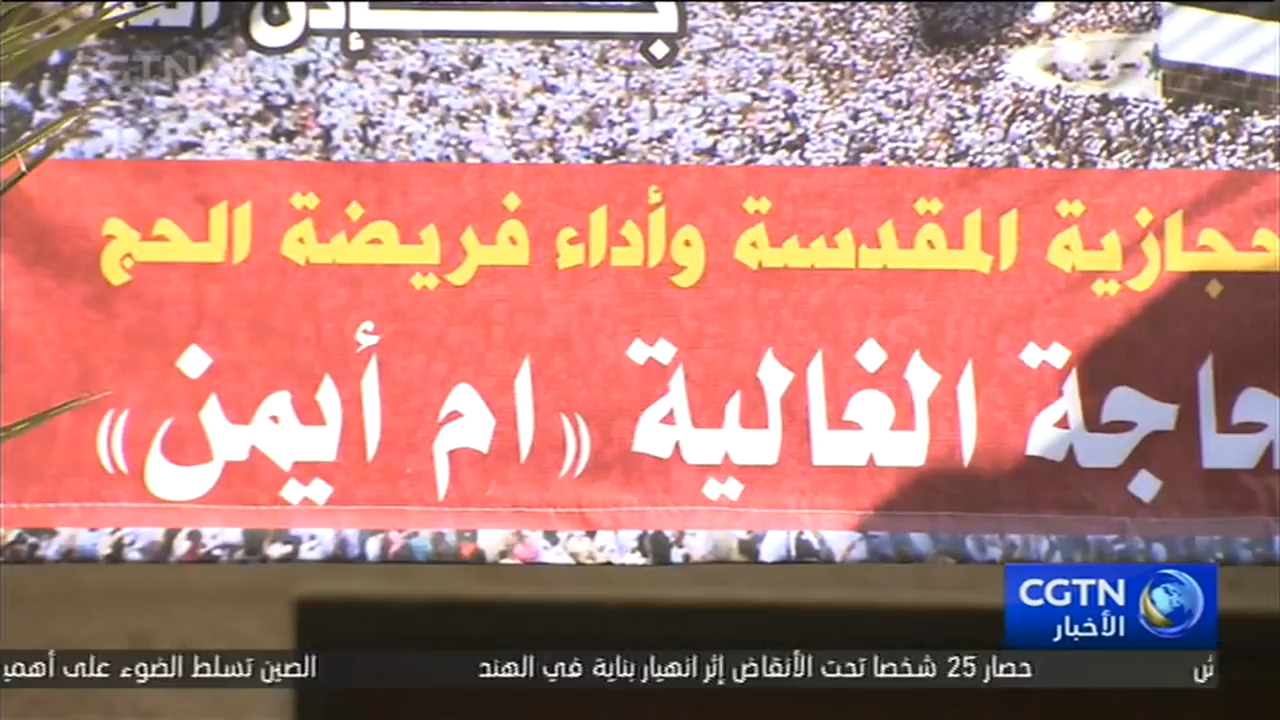 حجازية المقدسة وأداء فريضة الحج
حاجة الغالية «ام أيمن»
CGTN
الأخبار
حصار 25 شخصا تحت الأنقاض إثر انهيار بناية في الهند
الصين تسلط الضوء على أهمي